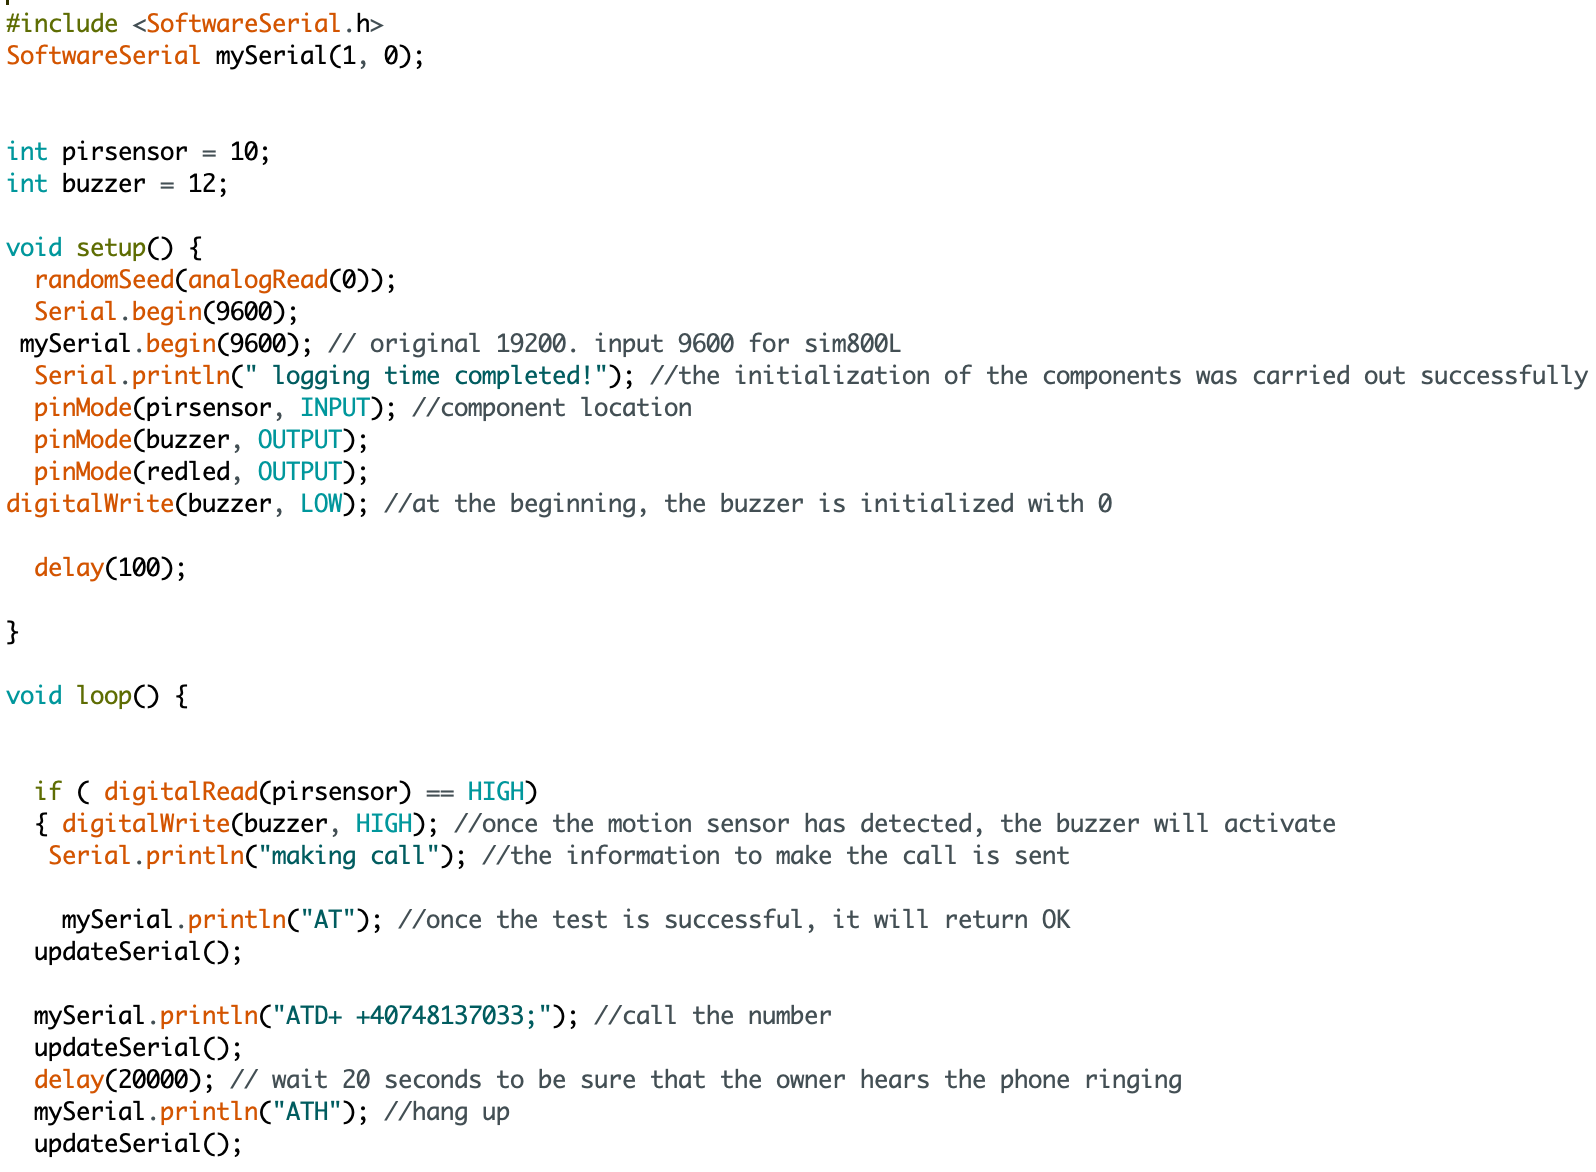 #include <SoftwareSerial.h>
SoftwareSerial mySerial(1, 0);
int pirsensor = 10;
int buzzer = 12;
void setup() {
randomSeed(analogRead(0));
Serial.begin(9600);
mySerial.begin(9600); // original 19200. input 9600 for sim800L
Serial.println(" logging time completed!"); //the initialization of the components was carried out successfully
pinMode(pirsensor, INPUT); //component location
pinMode(buzzer, OUTPUT);
pinMode(redled, OUTPUT);
digitalWrite(buzzer, LOW); //at the beginning, the buzzer is initialized with 0
delay(100);
}
void loop() {
if ( digitalRead(pirsensor) == HIGH)
{ digitalWrite(buzzer, HIGH); //once the motion sensor has detected, the buzzer will activate
Serial.println("making call"); //the information to make the call is sent
mySerial.println("AT"); //once the test is successful, it will return OK
updateSerial();
mySerial.println("ATD+ +40748137033;"); //call the number
updateSerial();
delay(20000); // wait 20 seconds to be sure that the owner hears the phone ringing
mySerial.println("ATH"); //hang up
updateSerial();